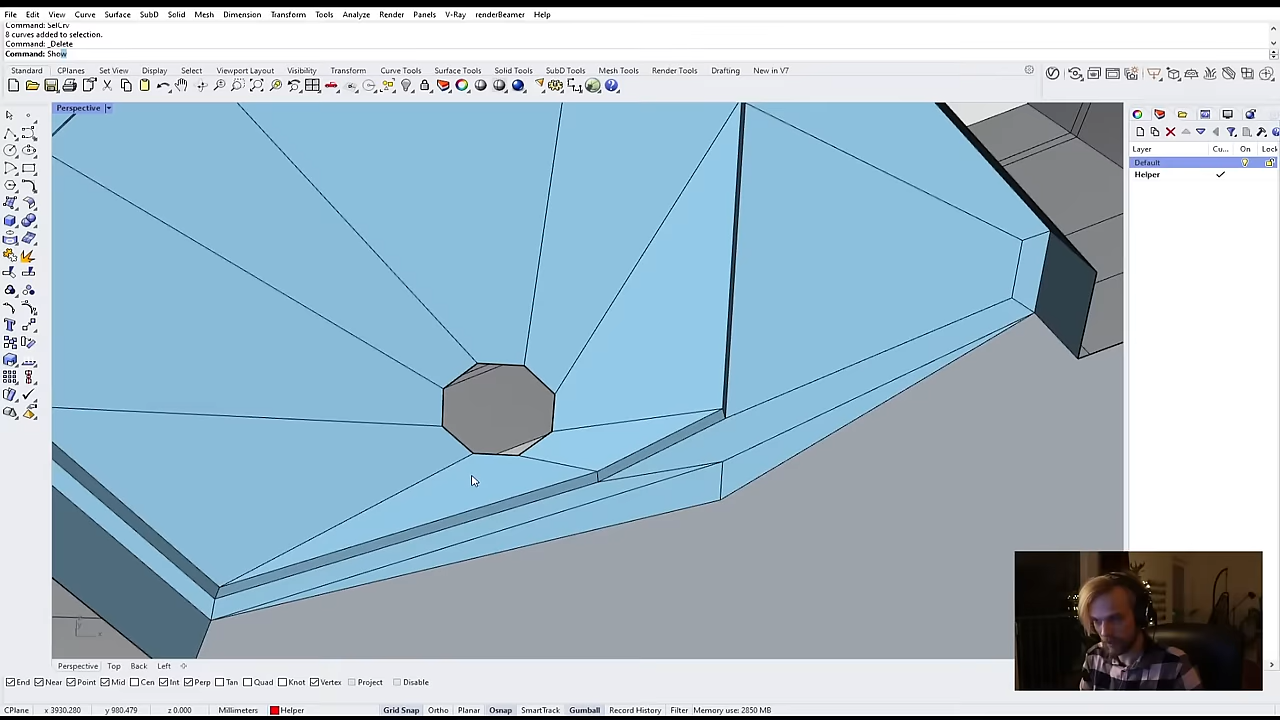 File Edit View Curve Surface SubD Solid Mesh Dimension Transform Tools Analyze Render Panels V-Ray renderBeamer Help
Command: SelCrv
8 curves added to selection.
Command: _Delete
Command: Show
Standard CPlanes Set View Display Select Viewport Layout Visibility Transform Curve Tools Surface Tools Solid Tools SubD Tools Mesh Tools Render Tools Drafting New in V7
Perspective
Layer Cu... On Lock
Default
Helper
Perspective Top Back Left
End Near Point Mid Cen Int Perp Tan Quad Knot Vertex Project Disable
CPlane x 3930.280 y 980.479 z 0.000 Millimeters Helper Grid Snap Ortho Planar Osnap SmartTrack Gumball Record History Filter Memory use: 2850 MB